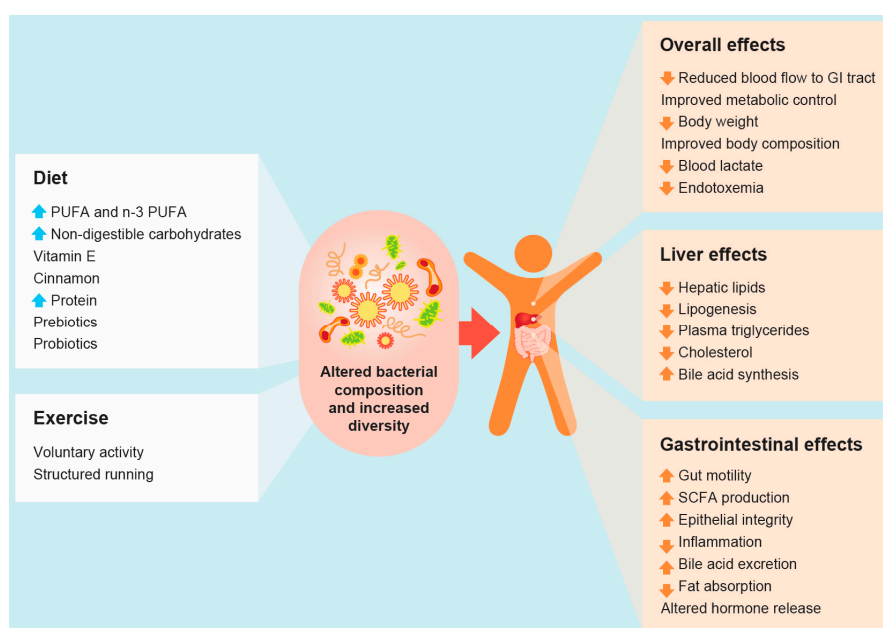 Diet
PUFA and n-3 PUFA
Non-digestible carbohydrates
Vitamin E
Cinnamon
Protein
Prebiotics
Probiotics
Exercise
Voluntary activity
Structured running
Altered bacterial
composition
and increased
diversity
Overall effects
Reduced blood flow to GI tract
Improved metabolic control
Body weight
Improved body composition
Blood lactate
Endotoxemia
Liver effects
Hepatic lipids
Lipogenesis
Plasma triglycerides
Cholesterol
Bile acid synthesis
Gastrointestinal effects
Gut motility
SCFA production
Epithelial integrity
Inflammation
Bile acid excretion
Fat absorption
Altered hormone release